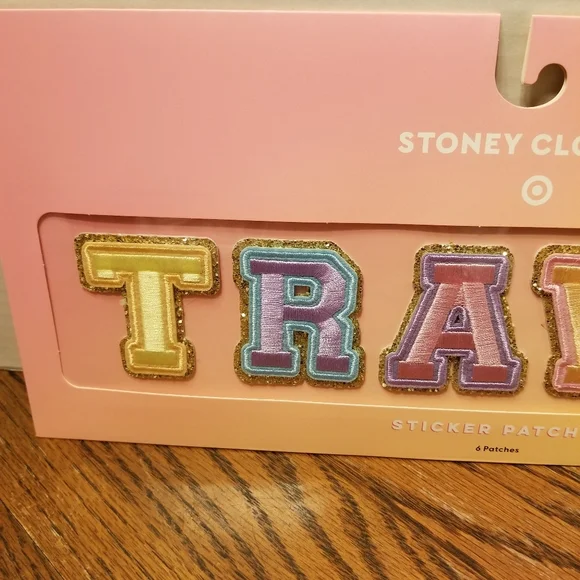 STONEY CLO
TRA
STICKER PATCH
6 Patches